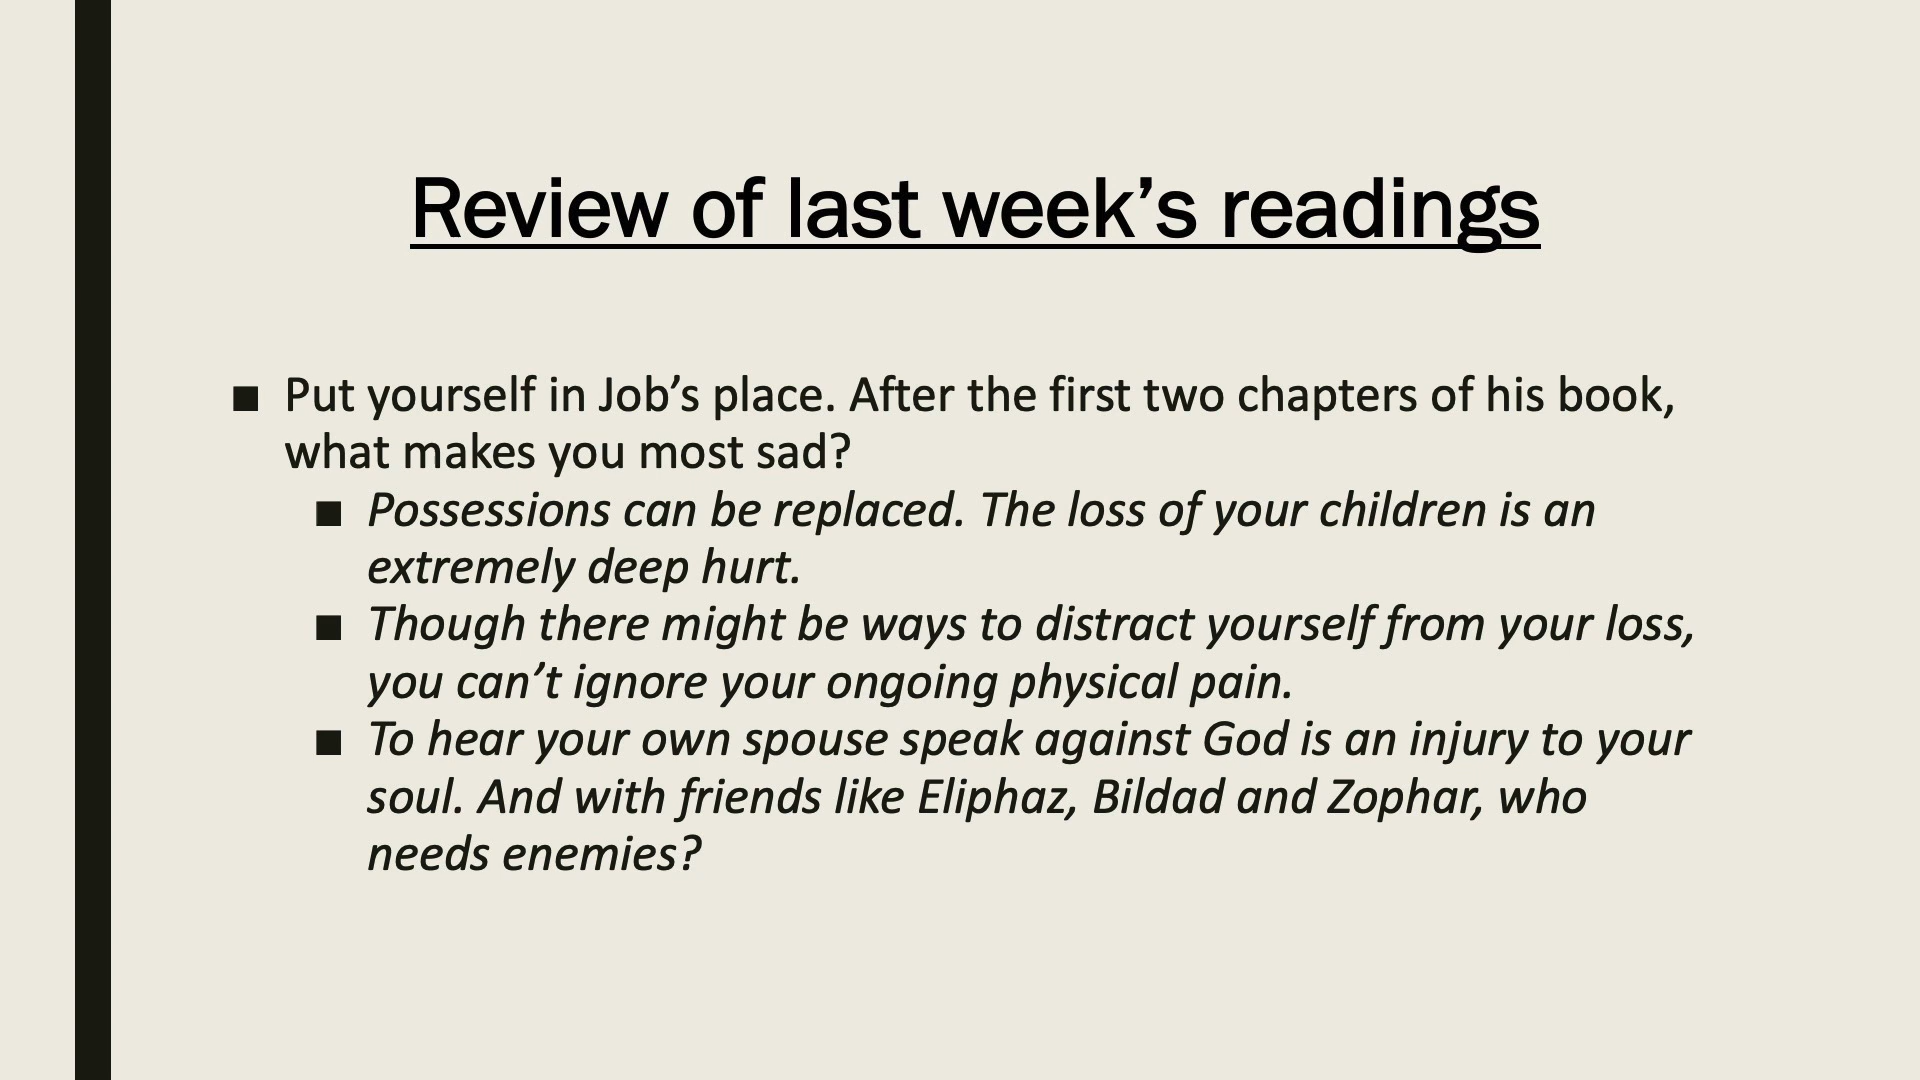 Review of last week’s readings
■ Put yourself in Job’s place. After the first two chapters of his book,
what makes you most sad?
■ Possessions can be replaced. The loss of your children is an
extremely deep hurt.
■ Though there might be ways to distract yourself from your loss,
you can’t ignore your ongoing physical pain.
■ To hear your own spouse speak against God is an injury to your
soul. And with friends like Eliphaz, Bildad and Zophar, who
needs enemies?